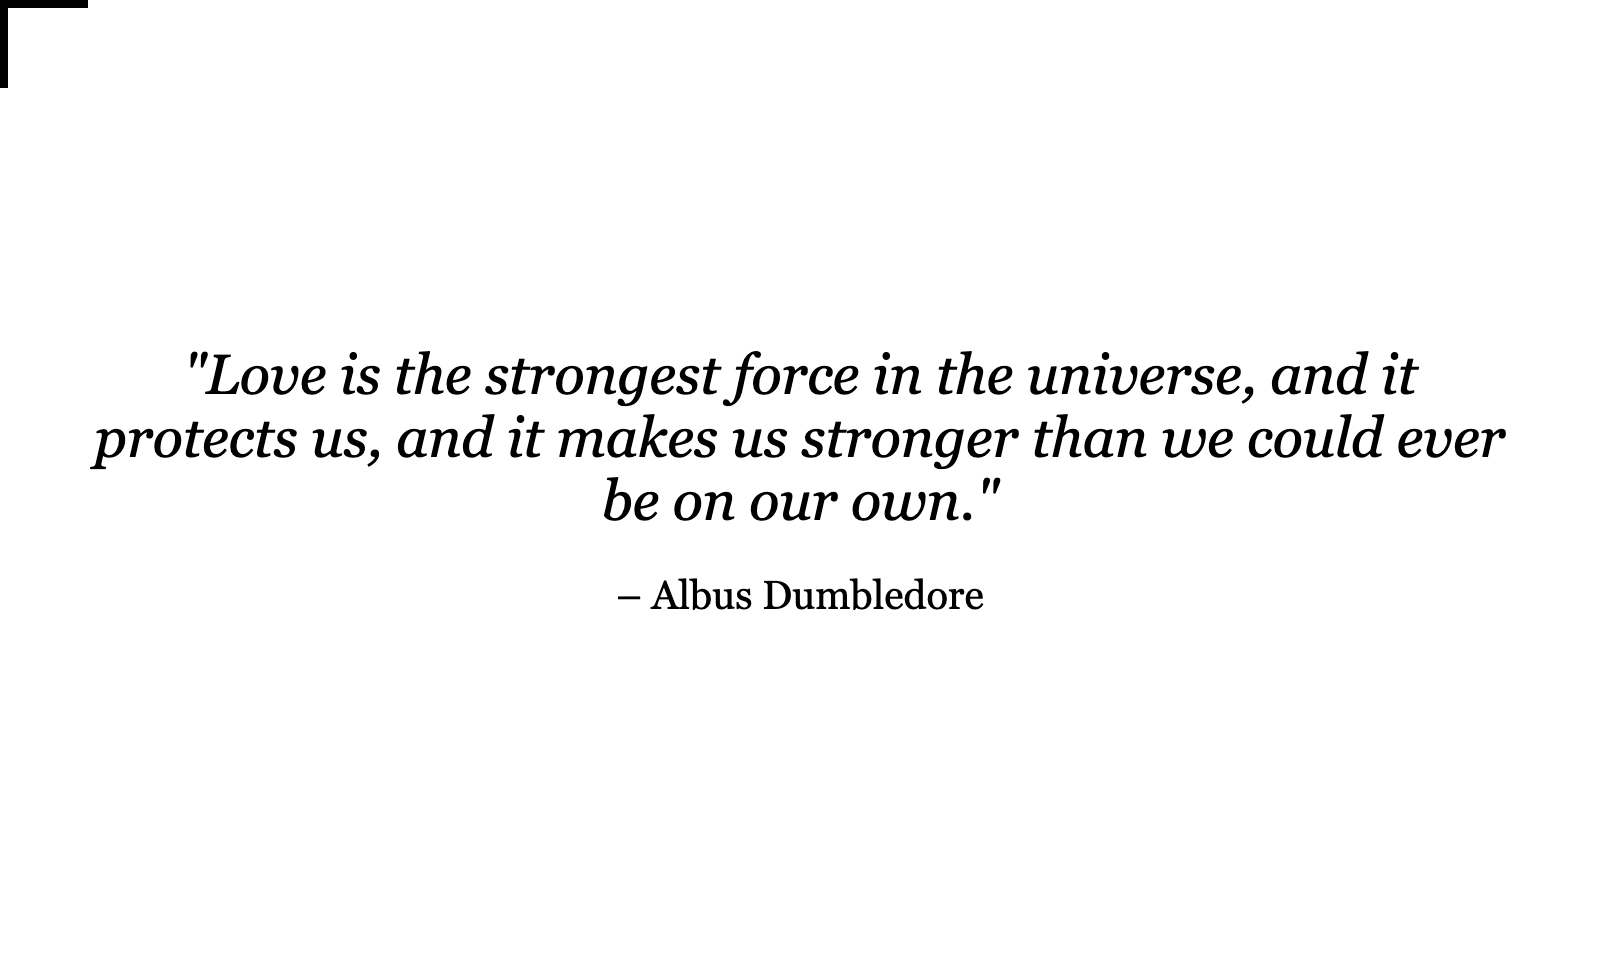 "Love is the strongest force in the universe, and it
protects us, and it makes us stronger than we could ever
be on our own."
– Albus Dumbledore